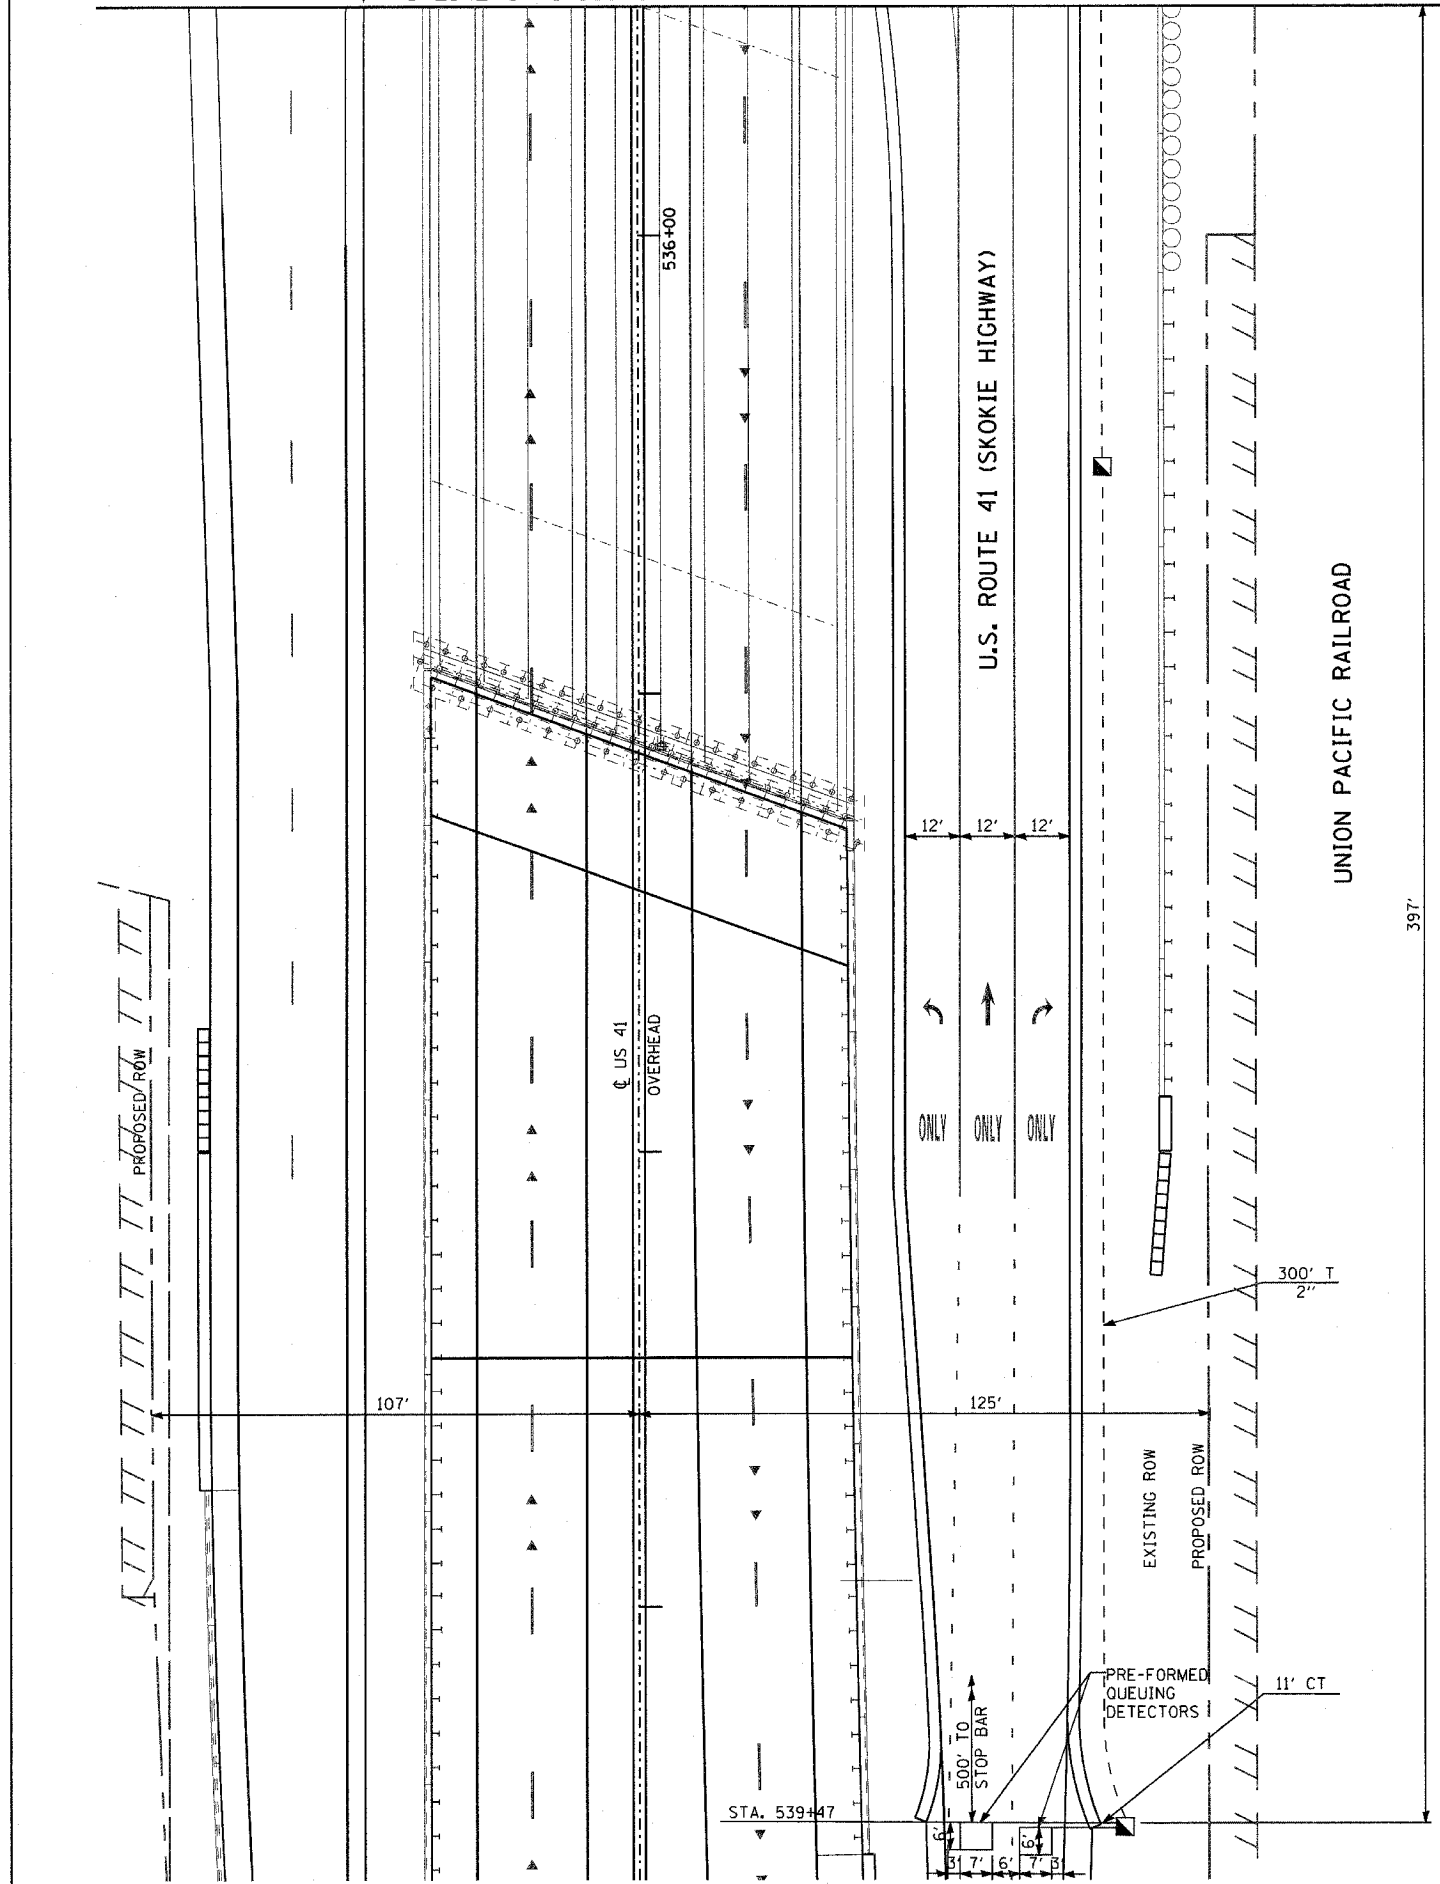 536+00
U.S. ROUTE 41 (SKOKIE HIGHWAY)
UNION PACIFIC RAILROAD
12' 12' 12'
397'
PROPOSED ROW
℄ US 41
OVERHEAD
ONLY ONLY ONLY
300' T
2"
107'
125'
EXISTING ROW
PROPOSED ROW
PRE-FORMED
QUEUING
DETECTORS
11' CT
500' TO
STOP BAR
STA. 539+47
6'
6'
3' 7' 6' 7' 3'